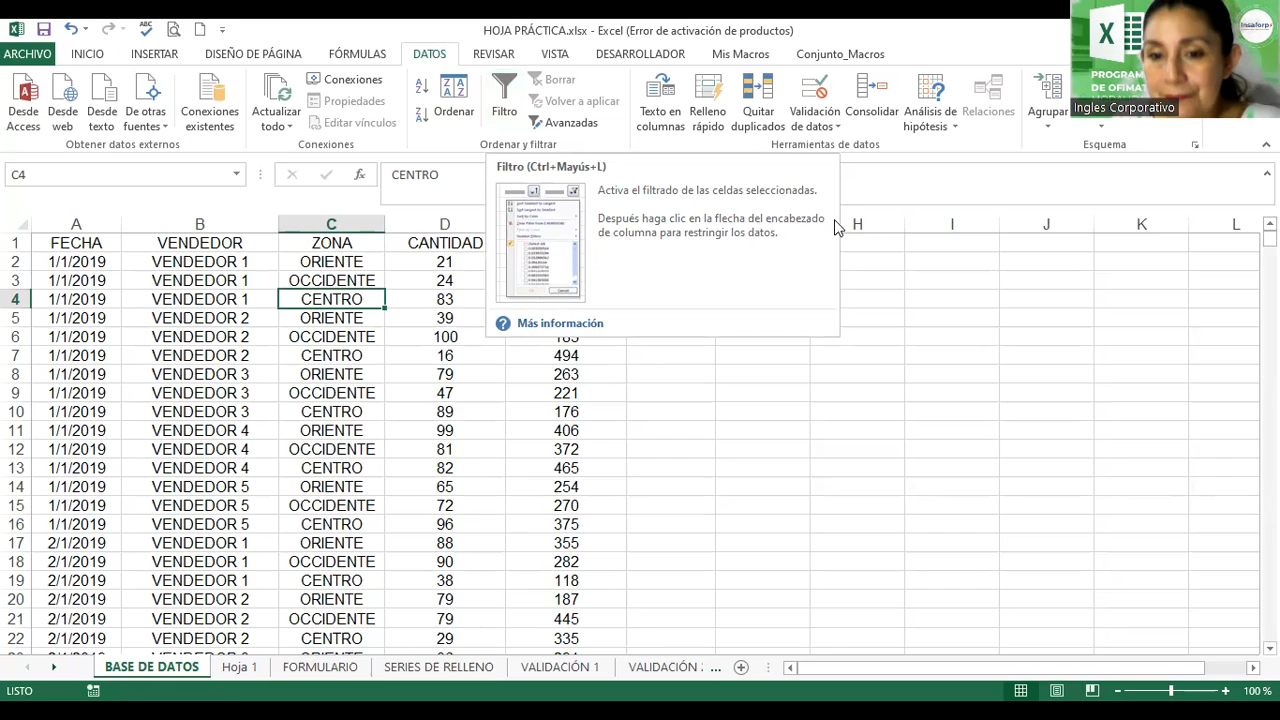 HOJA PRÁCTICA.xlsx - Excel (Error de activación de productos)
ARCHIVO INICIO INSERTAR DISEÑO DE PÁGINA FÓRMULAS DATOS REVISAR VISTA DESARROLLADOR Mis Macros Conjunto_Macros
Desde Access
Desde web
Desde texto
De otras fuentes
Conexiones existentes
Actualizar todo
Conexiones
Propiedades
Editar vínculos
Filtro
Borrar
Volver a aplicar
Avanzadas
Texto en columnas
Relleno rápido
Quitar duplicados
Validación de datos
Consolidar
Análisis de hipótesis
Relaciones
Agrupar
Obtener datos externos Conexiones Ordenar y filtrar Herramientas de datos Esquema
PROGRAM
DE OFIMAT
Insaforp
Ingles Corporativo
C4 CENTRO
Filtro (Ctrl+Mayús+L)
Activa el filtrado de las celdas seleccionadas.
Después haga clic en la flecha del encabezado
de columna para restringir los datos.
Más información
A B C D H I J K L
1 FECHA VENDEDOR ZONA CANTIDAD
2 1/1/2019 VENDEDOR 1 ORIENTE 21
3 1/1/2019 VENDEDOR 1 OCCIDENTE 24
4 1/1/2019 VENDEDOR 1 CENTRO 83
5 1/1/2019 VENDEDOR 2 ORIENTE 39
6 1/1/2019 VENDEDOR 2 OCCIDENTE 100
7 1/1/2019 VENDEDOR 2 CENTRO 16 494
8 1/1/2019 VENDEDOR 3 ORIENTE 79 263
9 1/1/2019 VENDEDOR 3 OCCIDENTE 47 221
10 1/1/2019 VENDEDOR 3 CENTRO 89 176
11 1/1/2019 VENDEDOR 4 ORIENTE 99 406
12 1/1/2019 VENDEDOR 4 OCCIDENTE 81 372
13 1/1/2019 VENDEDOR 4 CENTRO 82 465
14 1/1/2019 VENDEDOR 5 ORIENTE 65 254
15 1/1/2019 VENDEDOR 5 OCCIDENTE 72 270
16 1/1/2019 VENDEDOR 5 CENTRO 96 375
17 2/1/2019 VENDEDOR 1 ORIENTE 88 355
18 2/1/2019 VENDEDOR 1 OCCIDENTE 90 282
19 2/1/2019 VENDEDOR 1 CENTRO 38 118
20 2/1/2019 VENDEDOR 2 ORIENTE 79 187
21 2/1/2019 VENDEDOR 2 OCCIDENTE 79 445
22 2/1/2019 VENDEDOR 2 CENTRO 29 335
BASE DE DATOS Hoja 1 FORMULARIO SERIES DE RELLENO VALIDACIÓN 1 VALIDACIÓN ...
LISTO 100 %